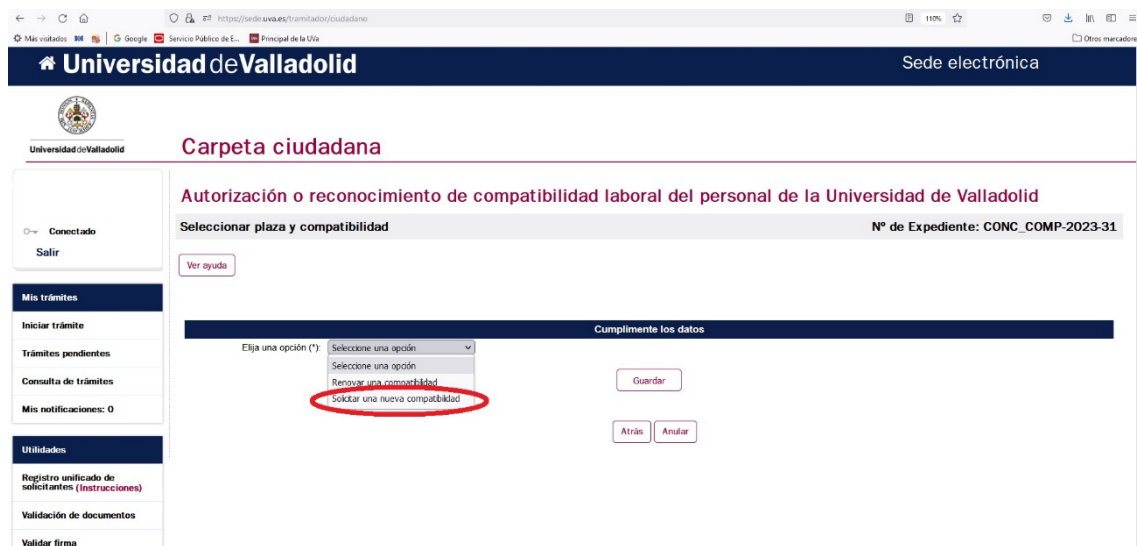 https://sede.uva.es/tramitador/ciudadano
110%
Más visitados
G Google
Servicio Público de E...
Principal de la UVa
Otros marcadore
Universidad de Valladolid
Sede electrónica
Universidad de Valladolid
Carpeta ciudadana
Autorización o reconocimiento de compatibilidad laboral del personal de la Universidad de Valladolid
Seleccionar plaza y compatibilidad
Nº de Expediente: CONC_COMP-2023-31
Conectado
Salir
Ver ayuda
Mis trámites
Iniciar trámite
Trámites pendientes
Consulta de trámites
Mis notificaciones: 0
Cumplimente los datos
Elija una opción (*): Seleccione una opción
Seleccione una opción
Renovar una compatibilidad
Solicitar una nueva compatibilidad
Guardar
Atrás
Anular
Utilidades
Registro unificado de
solicitantes (Instrucciones)
Validación de documentos
Validar firma